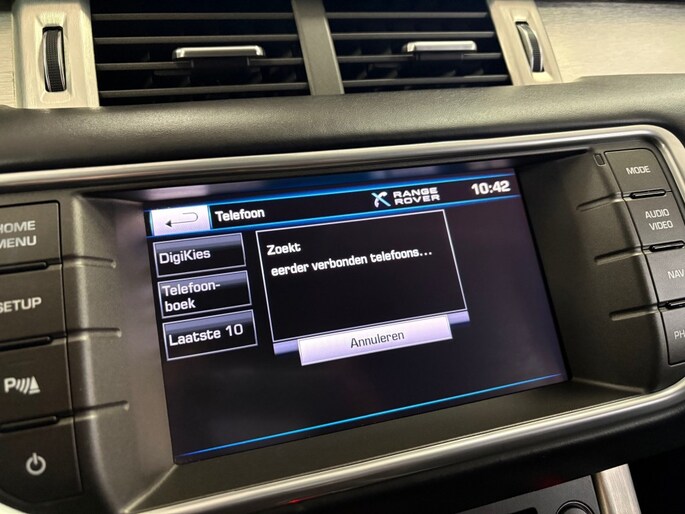 Telefoon
RANGE
ROVER
10:42
DigiKies
Telefoon-
boek
Laatste 10
Zoekt
eerder verbonden telefoons...
Annuleren
HOME
MENU
SETUP
P
MODE
AUDIO
VIDEO
NAV
PH